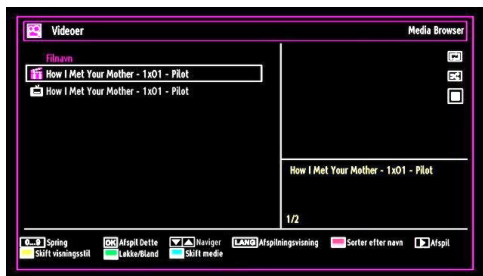 Videoer Media Browser
Filnavn
How I Met Your Mother - 1x01 - Pilot
How I Met Your Mother - 1x01 - Pilot
How I Met Your Mother - 1x01 - Pilot
1/2
0...9 Spring OK Afspil Dette Naviger LANG Afspilningsvisning Sorter efter navn Afspil
Skift visningsstil Løkke/Bland Skift medie